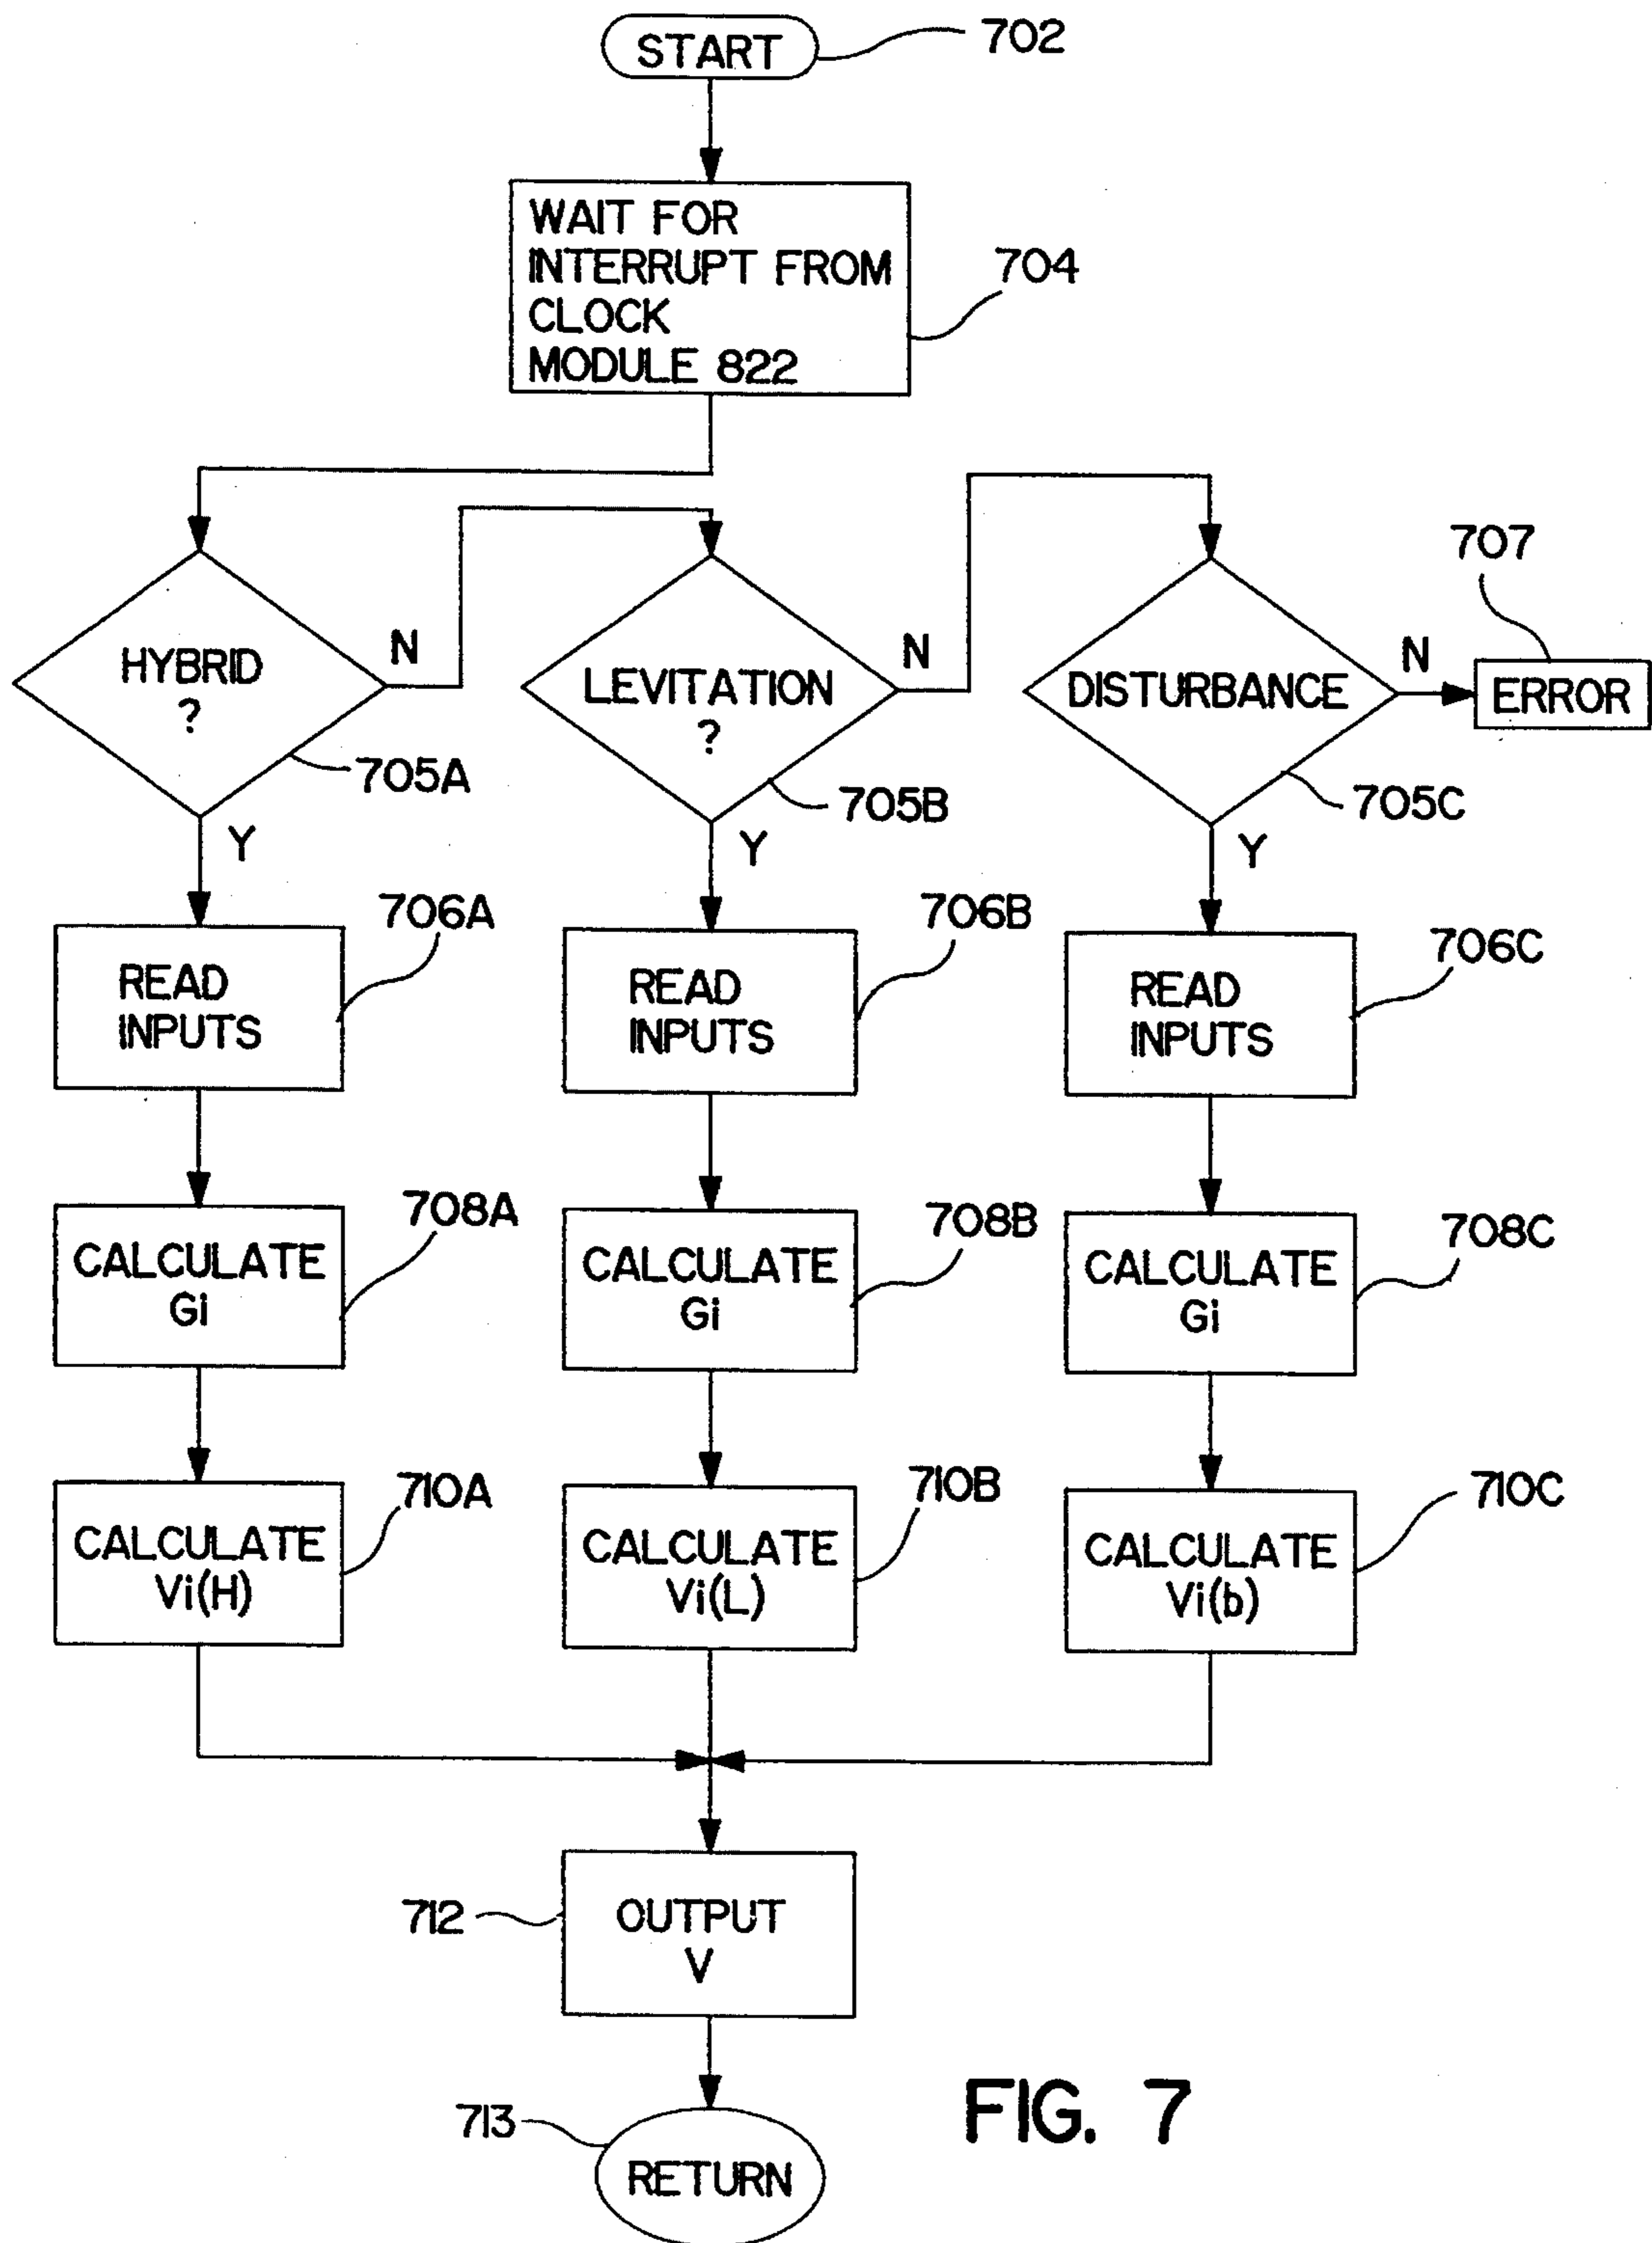 START
702
WAIT FOR
INTERRUPT FROM
CLOCK
MODULE 822
704
HYBRID
?
N
705A
Y
LEVITATION
?
N
705B
Y
DISTURBANCE
N
705C
Y
707
ERROR
READ
INPUTS
706A
READ
INPUTS
706B
READ
INPUTS
706C
CALCULATE
Gi
708A
CALCULATE
Gi
708B
CALCULATE
Gi
708C
CALCULATE
Vi(H)
710A
CALCULATE
Vi(L)
710B
CALCULATE
Vi(b)
710C
712
OUTPUT
V
713
RETURN
FIG. 7